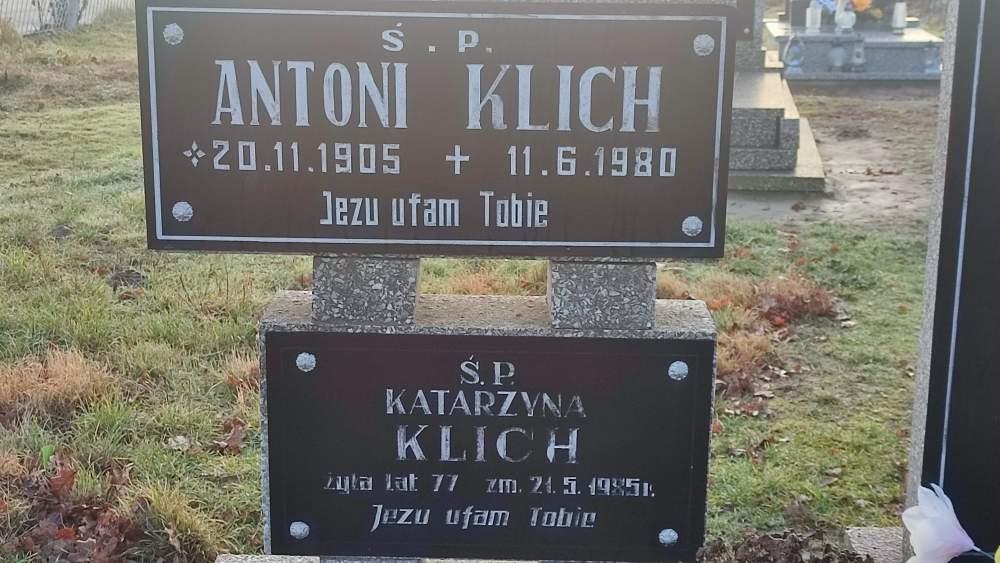 Ś. P.
ANTONI KLICH
20.11.1905 + 11.6.1980
Jezu ufam Tobie
Ś.P.
KATARZYNA
KLICH
żyła lat 77 zm. 21.5.1985r.
Jezu ufam Tobie